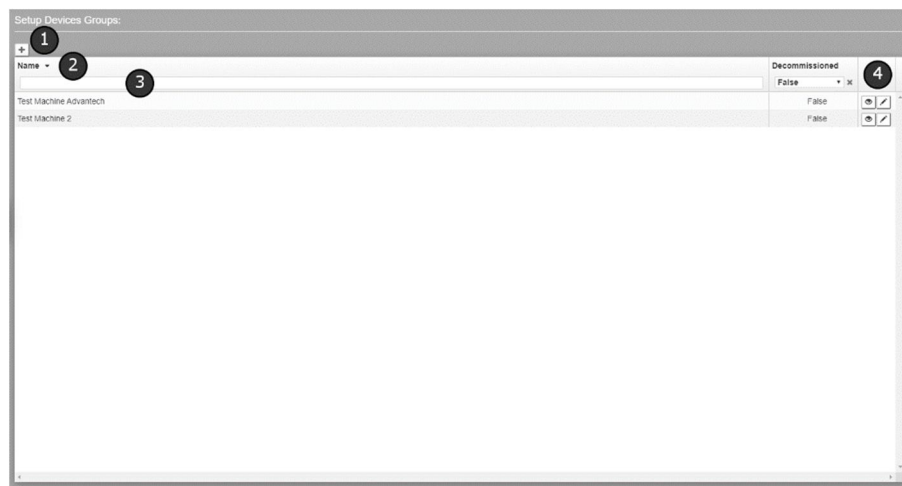 Setup Devices Groups:
1
+
Name 2
Decommissioned
3
False
4
Test Machine Advantech False
Test Machine 2 False